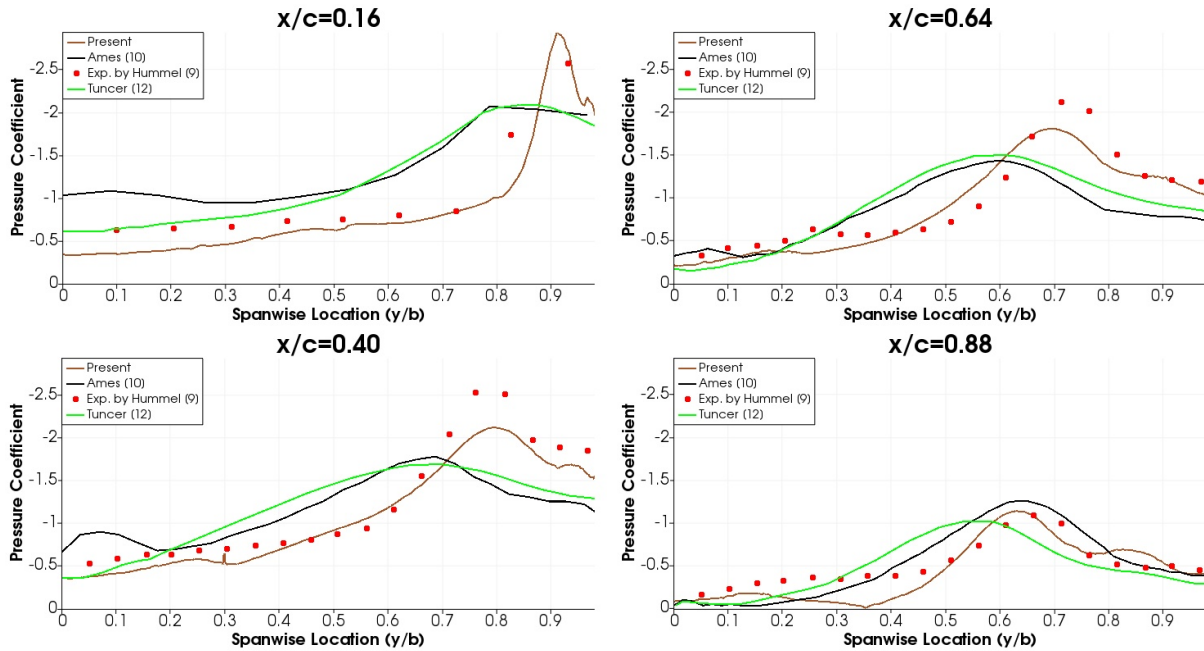 x/c=0.16
Present
Ames (10)
Exp. by Hummel (9)
Tuncer (12)
Pressure Coefficient
-2.5
-2
-1.5
-1
-0.5
0
0 0.1 0.2 0.3 0.4 0.5 0.6 0.7 0.8 0.9
Spanwise Location (y/b)
x/c=0.64
Present
Ames (10)
Exp. by Hummel (9)
Tuncer (12)
Pressure Coefficient
-2.5
-2
-1.5
-1
-0.5
0
0 0.1 0.2 0.3 0.4 0.5 0.6 0.7 0.8 0.9
Spanwise Location (y/b)
x/c=0.40
Present
Ames (10)
Exp. by Hummel (9)
Tuncer (12)
Pressure Coefficient
-2.5
-2
-1.5
-1
-0.5
0
0 0.1 0.2 0.3 0.4 0.5 0.6 0.7 0.8 0.9
Spanwise Location (y/b)
x/c=0.88
Present
Ames (10)
Exp. by Hummel (9)
Tuncer (12)
Pressure Coefficient
-2.5
-2
-1.5
-1
-0.5
0
0 0.1 0.2 0.3 0.4 0.5 0.6 0.7 0.8 0.9
Spanwise Location (y/b)